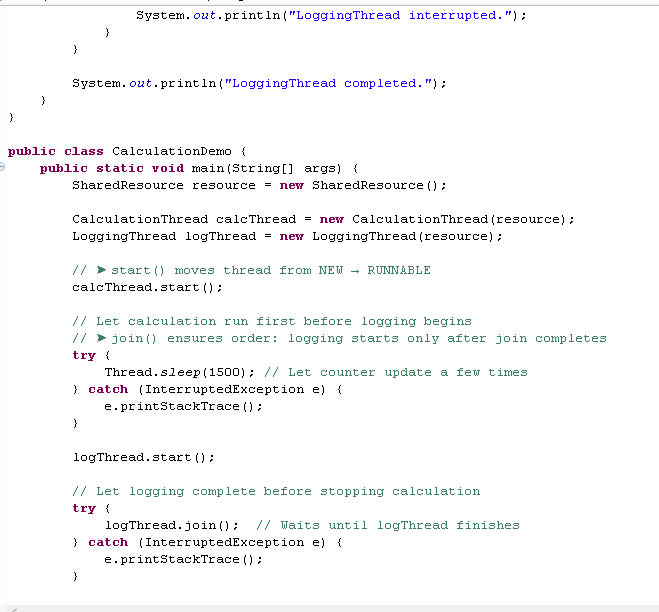 System.out.println("LoggingThread interrupted.");
}
}
System.out.println("LoggingThread completed.");
}
}
public class CalculationDemo {
public static void main(String[] args) {
SharedResource resource = new SharedResource();
CalculationThread calcThread = new CalculationThread(resource);
LoggingThread logThread = new LoggingThread(resource);
// ➤ start() moves thread from NEW → RUNNABLE
calcThread.start();
// Let calculation run first before logging begins
// ➤ join() ensures order: logging starts only after join completes
try {
Thread.sleep(1500); // Let counter update a few times
} catch (InterruptedException e) {
e.printStackTrace();
}
logThread.start();
// Let logging complete before stopping calculation
try {
logThread.join();  // Waits until logThread finishes
} catch (InterruptedException e) {
e.printStackTrace();
}